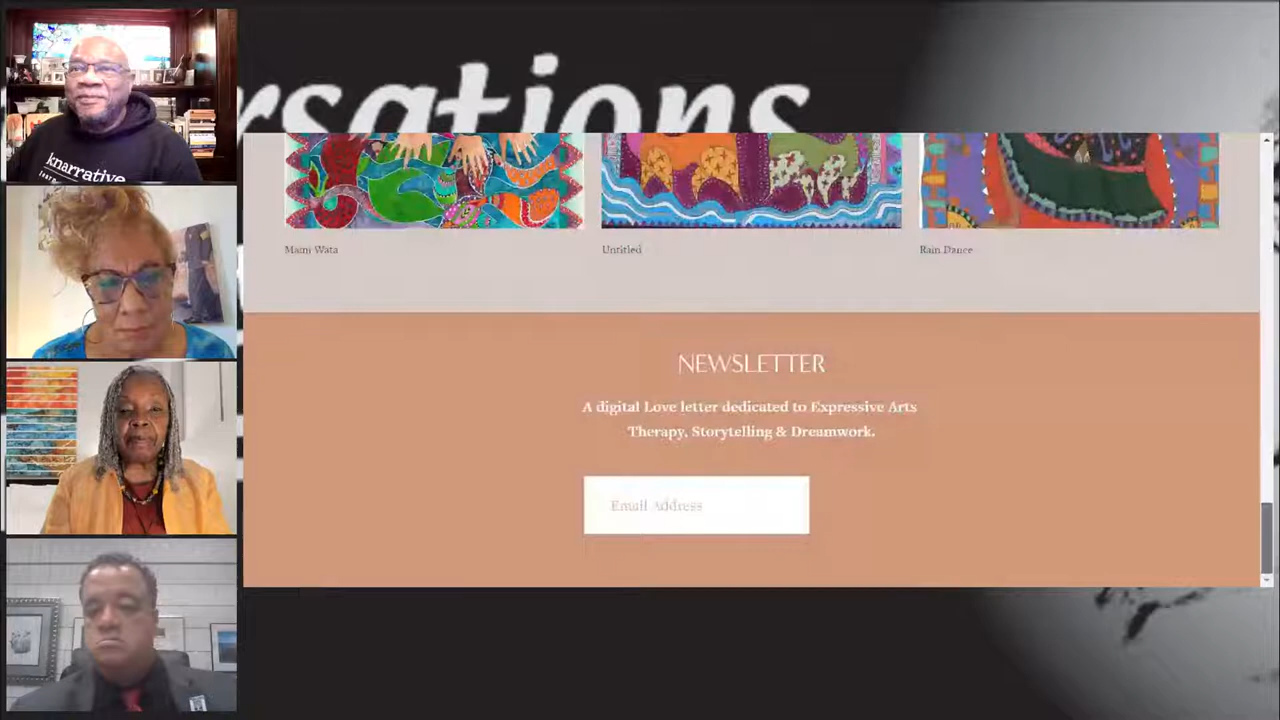 rsations
knarrative
Mami Wata
Untitled
Rain Dance
NEWSLETTER
A digital Love letter dedicated to Expressive Arts
Therapy, Storytelling & Dreamwork.
Email Address